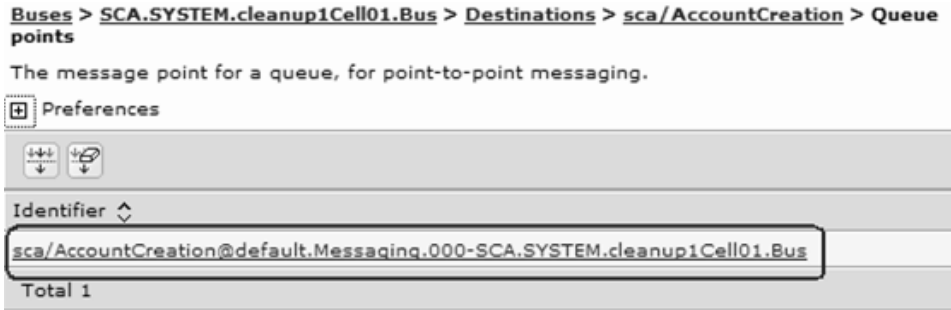 Buses > SCA.SYSTEM.cleanup1Cell01.Bus > Destinations > sca/AccountCreation > Queue
points
The message point for a queue, for point-to-point messaging.
Preferences
Identifier
sca/AccountCreation@default.Messaging.000-SCA.SYSTEM.cleanup1Cell01.Bus
Total 1